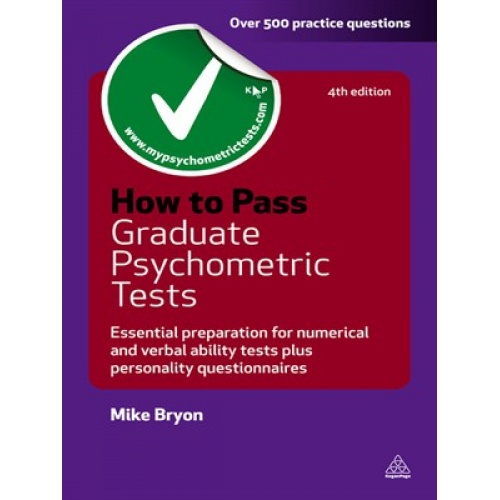 Over 500 practice questions
K P
www.mypsychometrictests.com
4th edition
How to Pass
Graduate
Psychometric
Tests
Essential preparation for numerical
and verbal ability tests plus
personality questionnaires
Mike Bryon
KoganPage